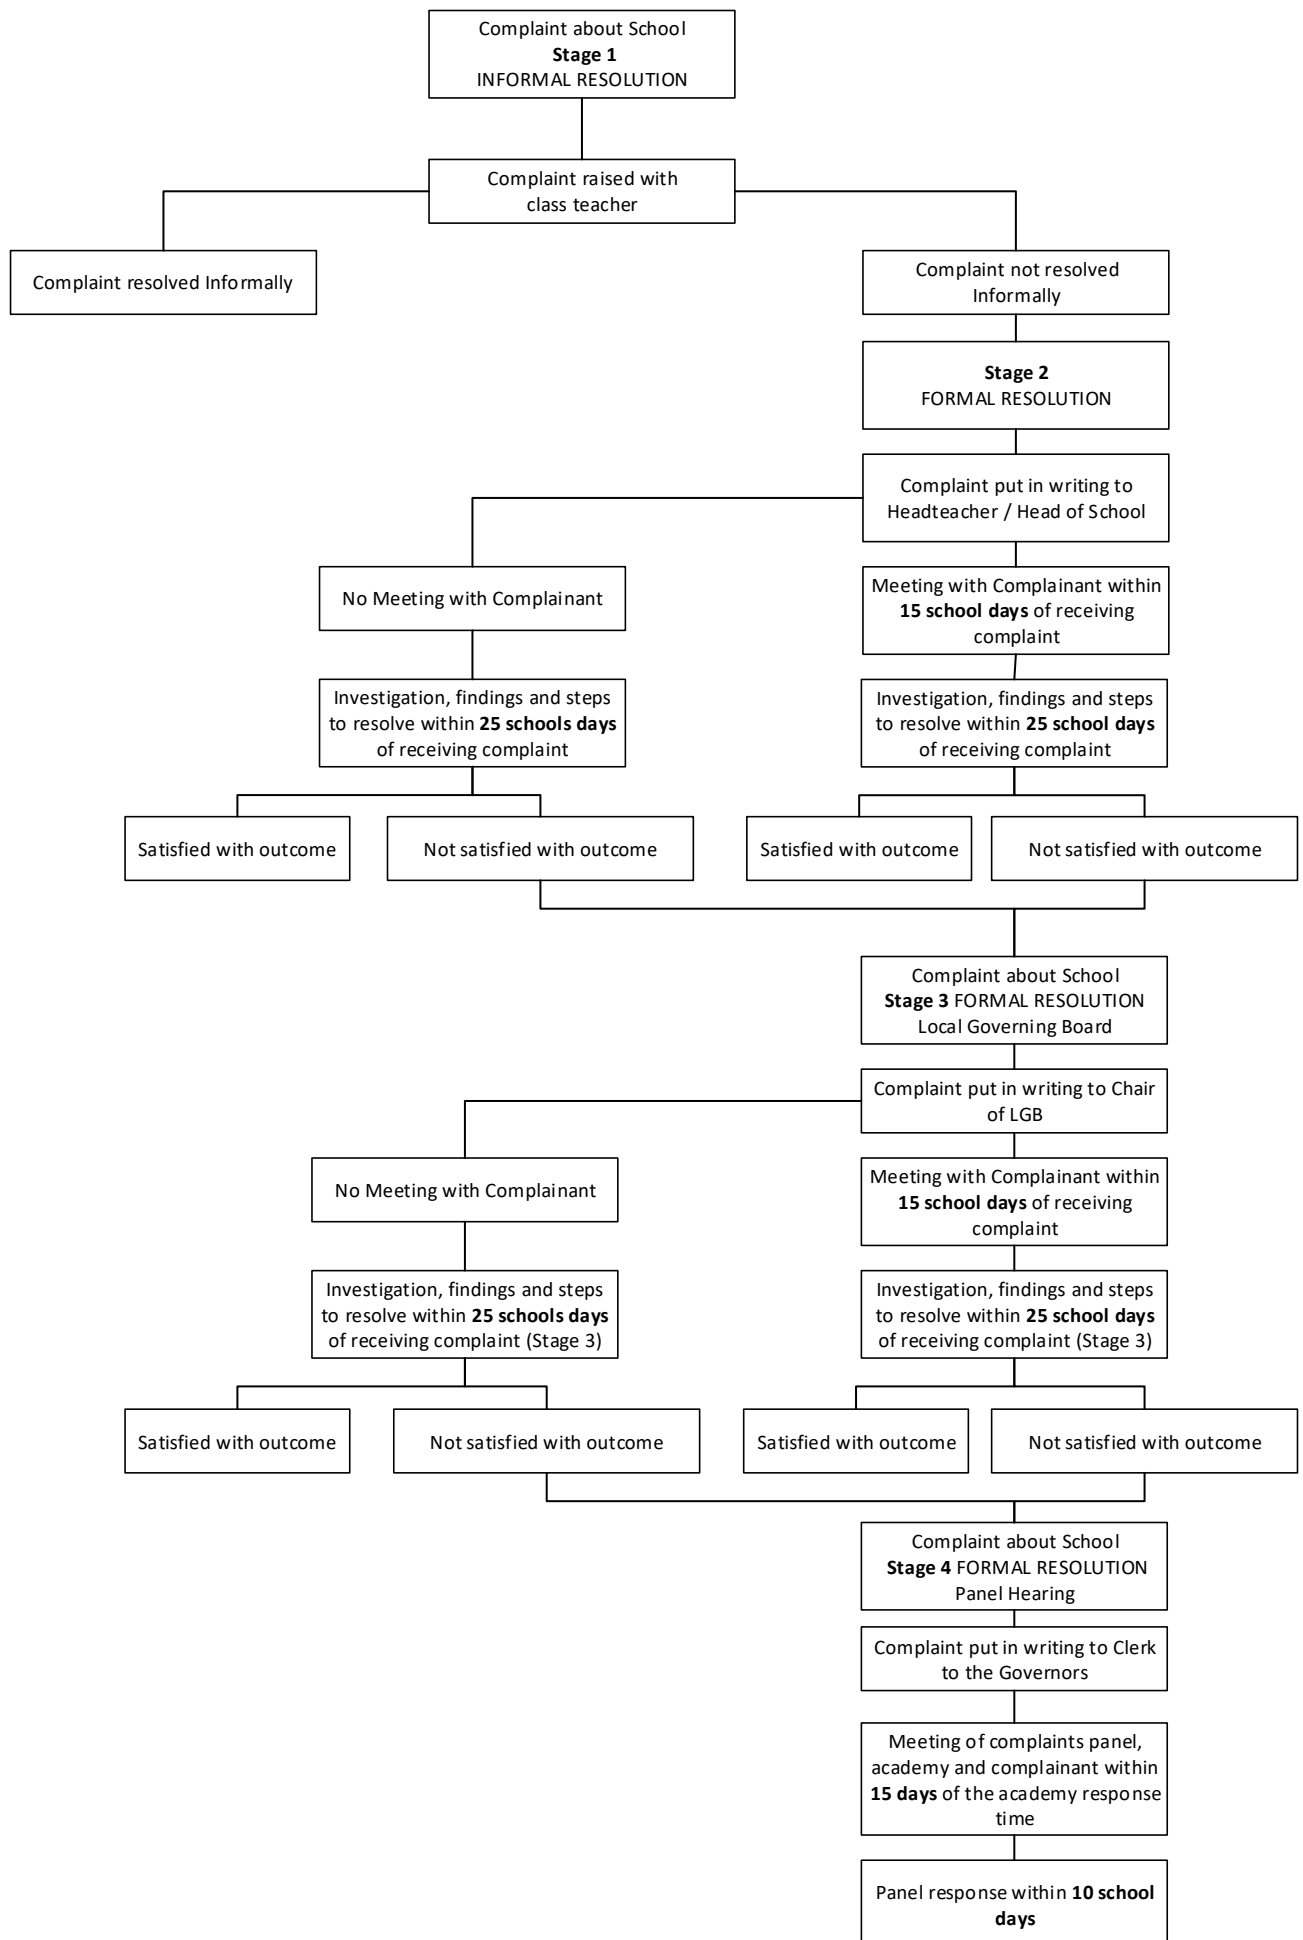 Complaint about School
Stage 1
INFORMAL RESOLUTION
Complaint raised with
class teacher
Complaint resolved Informally
Complaint not resolved
Informally
Stage 2
FORMAL RESOLUTION
Complaint put in writing to
Headteacher / Head of School
No Meeting with Complainant
Meeting with Complainant within
15 school days of receiving
complaint
Investigation, findings and steps
to resolve within 25 schools days
of receiving complaint
Investigation, findings and steps
to resolve within 25 school days
of receiving complaint
Satisfied with outcome
Not satisfied with outcome
Satisfied with outcome
Not satisfied with outcome
Complaint about School
Stage 3 FORMAL RESOLUTION
Local Governing Board
Complaint put in writing to Chair
of LGB
No Meeting with Complainant
Meeting with Complainant within
15 school days of receiving
complaint
Investigation, findings and steps
to resolve within 25 schools days
of receiving complaint (Stage 3)
Investigation, findings and steps
to resolve within 25 school days
of receiving complaint (Stage 3)
Satisfied with outcome
Not satisfied with outcome
Satisfied with outcome
Not satisfied with outcome
Complaint about School
Stage 4 FORMAL RESOLUTION
Panel Hearing
Complaint put in writing to Clerk
to the Governors
Meeting of complaints panel,
academy and complainant within
15 days of the academy response
time
Panel response within 10 school
days